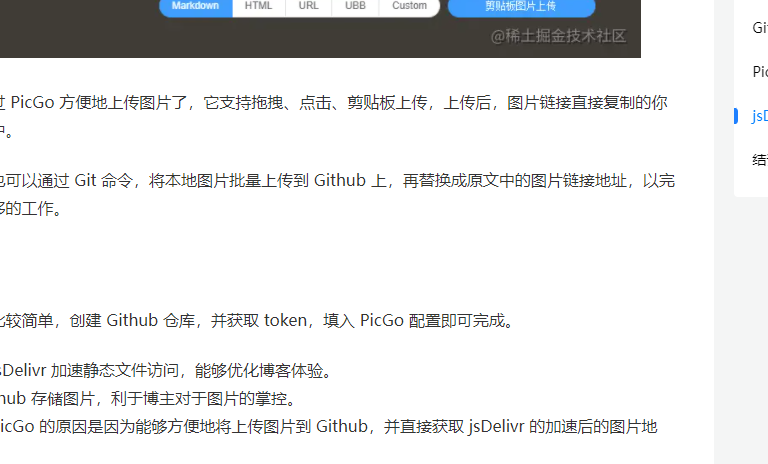 Markdown HTML URL UBB Custom 剪贴板图片上传
@稀土掘金技术社区
过 PicGo 方便地上传图片了，它支持拖拽、点击、剪贴板上传，上传后，图片链接直接复制的你
中。
也可以通过 Git 命令，将本地图片批量上传到 Github 上，再替换成原文中的图片链接地址，以完
的工作。
比较简单，创建 Github 仓库，并获取 token，填入 PicGo 配置即可完成。
sDelivr 加速静态文件访问，能够优化博客体验。
hub 存储图片，利于博主对于图片的掌控。
icGo 的原因是因为能够方便地将上传图片到 Github，并直接获取 jsDelivr 的加速后的图片地
Gi
Pic
jsD
结